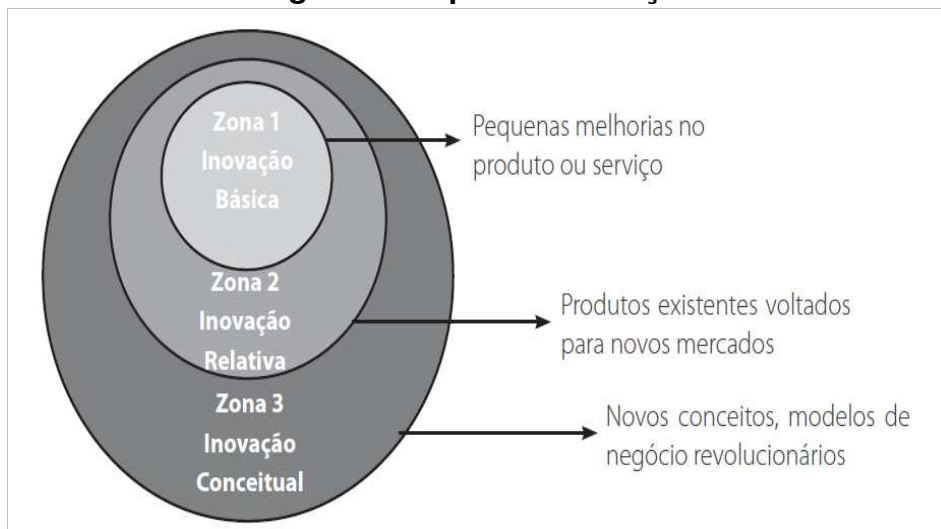 Zona 1
Inovação
Básica
Pequenas melhorias no
produto ou serviço
Zona 2
Inovação
Relativa
Produtos existentes voltados
para novos mercados
Zona 3
Inovação
Conceitual
Novos conceitos, modelos de
negócio revolucionários